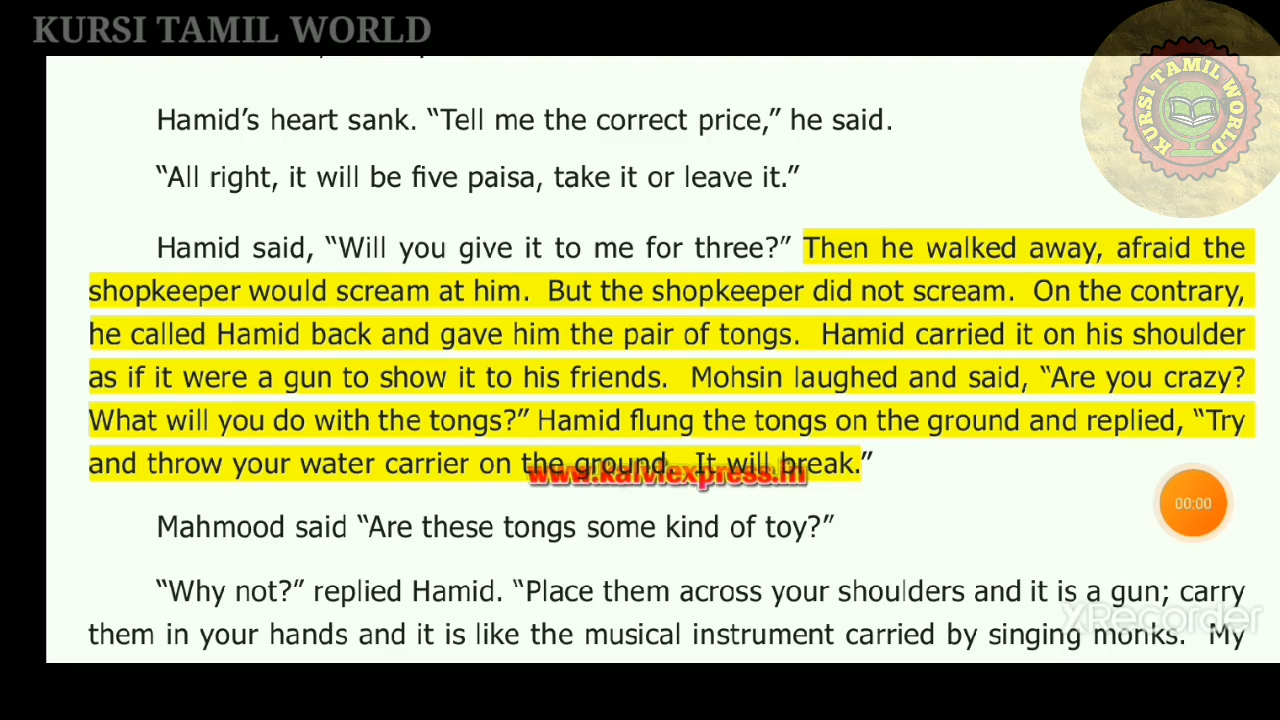 KURSI TAMIL WORLD
KURSI TAMIL WORLD
Hamid's heart sank. “Tell me the correct price,” he said.
“All right, it will be five paisa, take it or leave it.”
Hamid said, “Will you give it to me for three?” Then he walked away, afraid the
shopkeeper would scream at him. But the shopkeeper did not scream. On the contrary,
he called Hamid back and gave him the pair of tongs. Hamid carried it on his shoulder
as if it were a gun to show it to his friends. Mohsin laughed and said, “Are you crazy?
What will you do with the tongs?” Hamid flung the tongs on the ground and replied, “Try
and throw your water carrier on the ground. It will break.”
www.kalviexpress.in
00:00
Mahmood said “Are these tongs some kind of toy?”
“Why not?” replied Hamid. “Place them across your shoulders and it is a gun; carry
XRecorder
them in your hands and it is like the musical instrument carried by singing monks. My